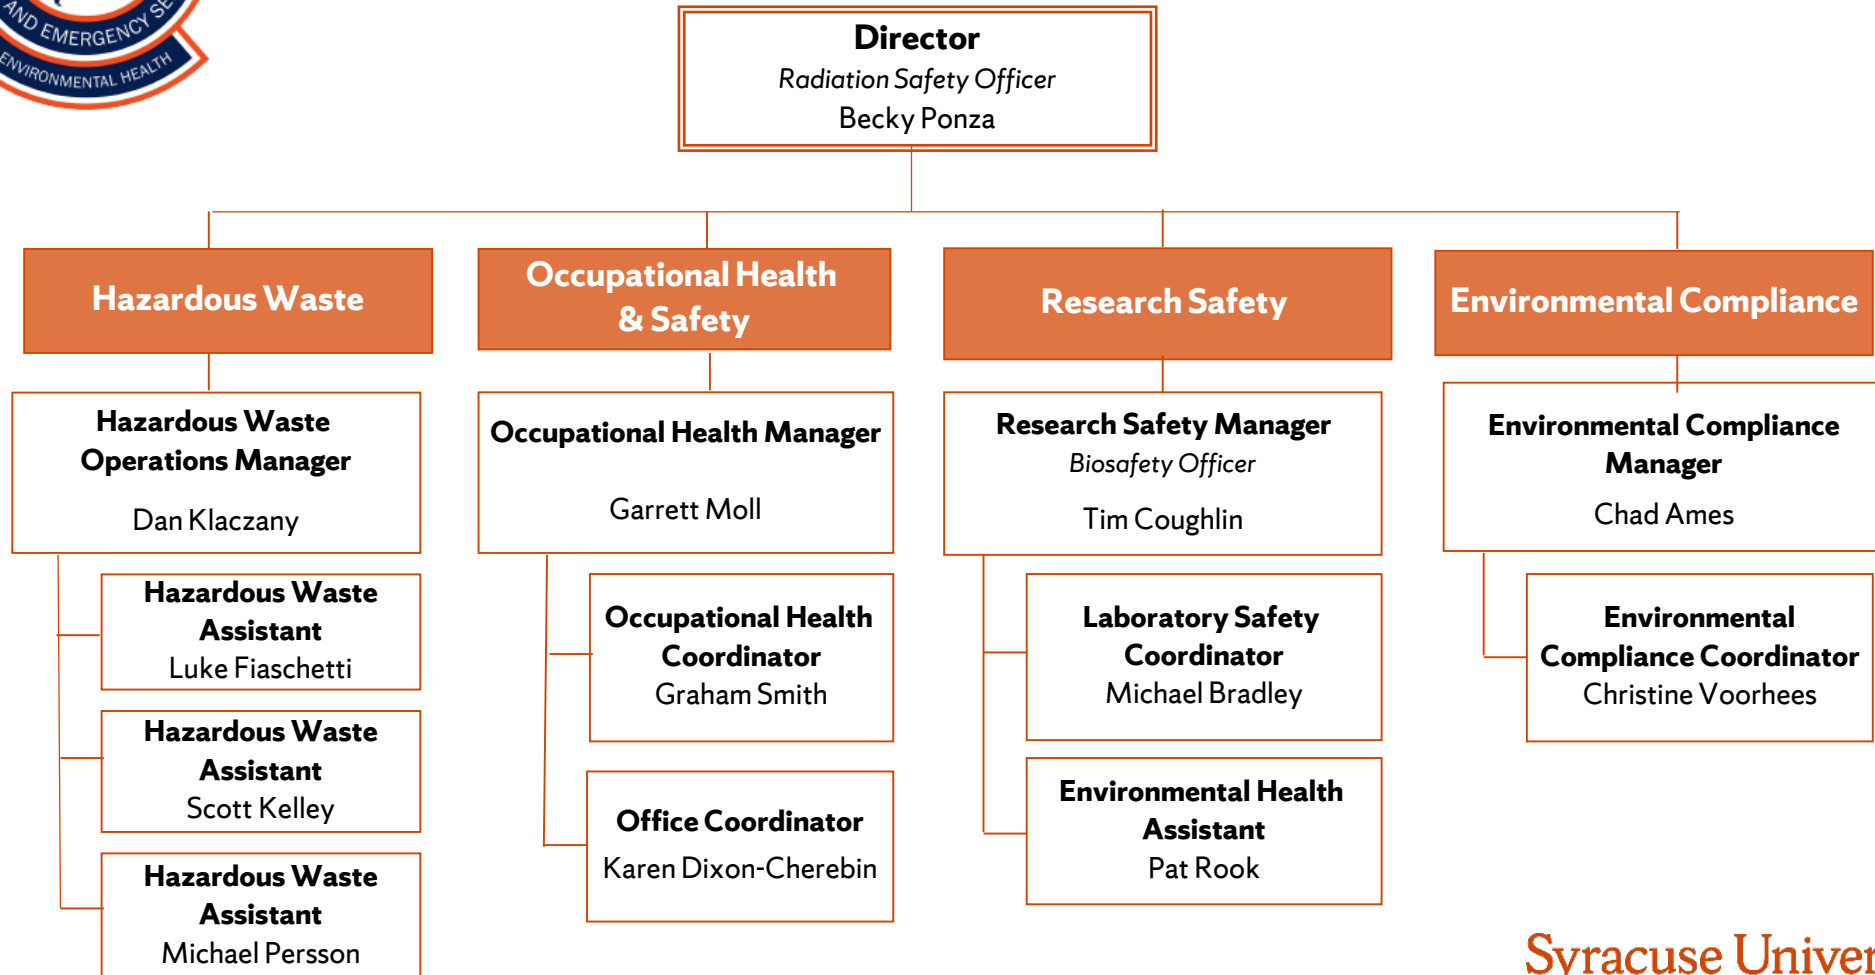 AND EMERGENCY SE
ENVIRONMENTAL HEALTH
Director
Radiation Safety Officer
Becky Ponza
Hazardous Waste
Occupational Health
& Safety
Research Safety
Environmental Compliance
Hazardous Waste
Operations Manager
Dan Klaczany
Hazardous Waste
Assistant
Luke Fiaschetti
Hazardous Waste
Assistant
Scott Kelley
Hazardous Waste
Assistant
Michael Persson
Occupational Health Manager
Garrett Moll
Occupational Health
Coordinator
Graham Smith
Office Coordinator
Karen Dixon-Cherebin
Research Safety Manager
Biosafety Officer
Tim Coughlin
Laboratory Safety
Coordinator
Michael Bradley
Environmental Health
Assistant
Pat Rook
Environmental Compliance
Manager
Chad Ames
Environmental
Compliance Coordinator
Christine Voorhees
Syracuse Univer